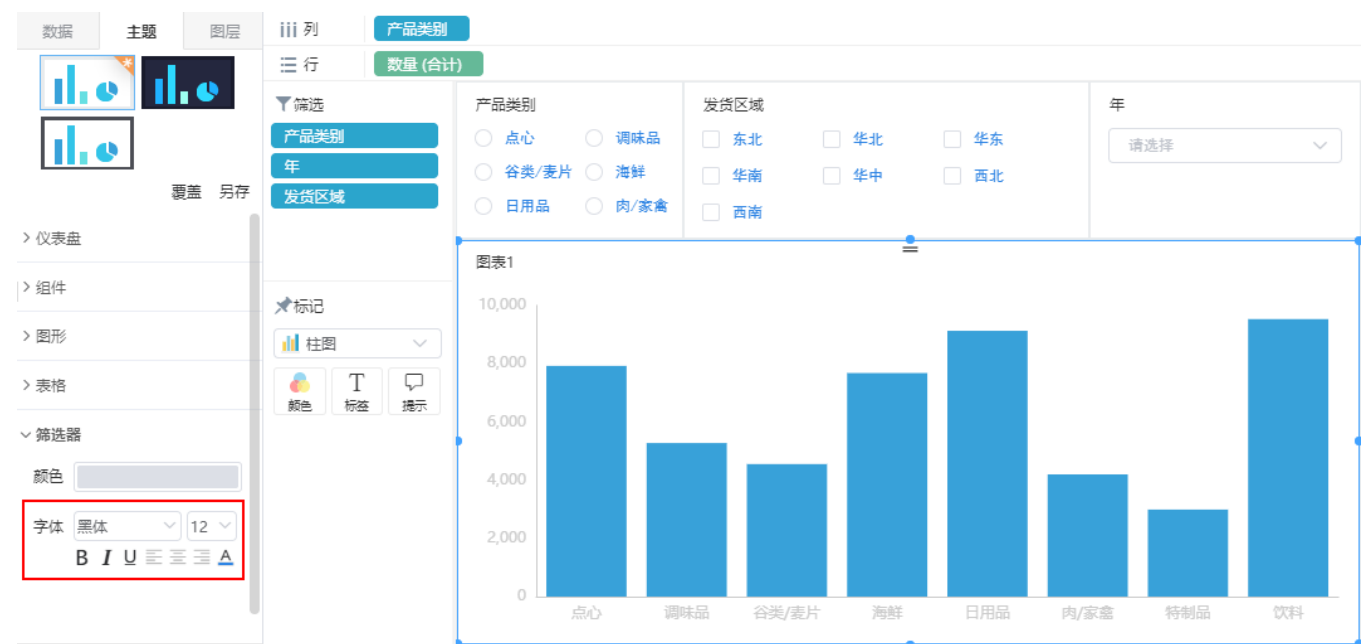 数据 主题 图层
覆盖 另存
仪表盘
组件
图形
表格
筛选器
颜色
字体 黑体 12
B I U A
列 产品类别
行 数量 (合计)
筛选
产品类别
年
发货区域
标记
柱图
颜色 T 标签 提示
产品类别
点心 调味品
谷类/麦片 海鲜
日用品 肉/家禽
发货区域
东北 华北 华东
华南 华中 西北
西南
年
请选择
图表1
10,000
8,000
6,000
4,000
2,000
0
点心 调味品 谷类/麦片 海鲜 日用品 肉/家禽 特制品 饮料